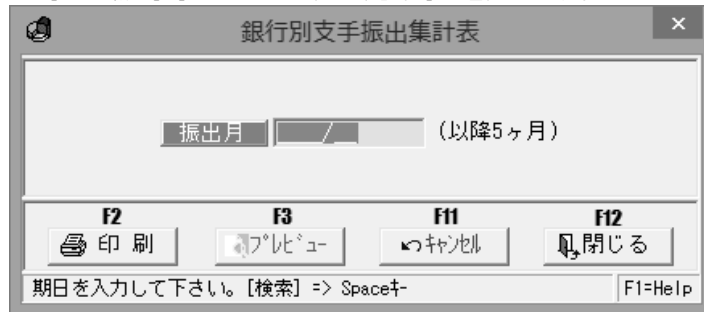 銀行別支手振出集計表
振出月 / (以降5ヶ月)
F2 F3 F11 F12
印 刷 プレビュー キャンセル 閉じる
期日を入力して下さい。[検索] => Spaceキー F1=Help